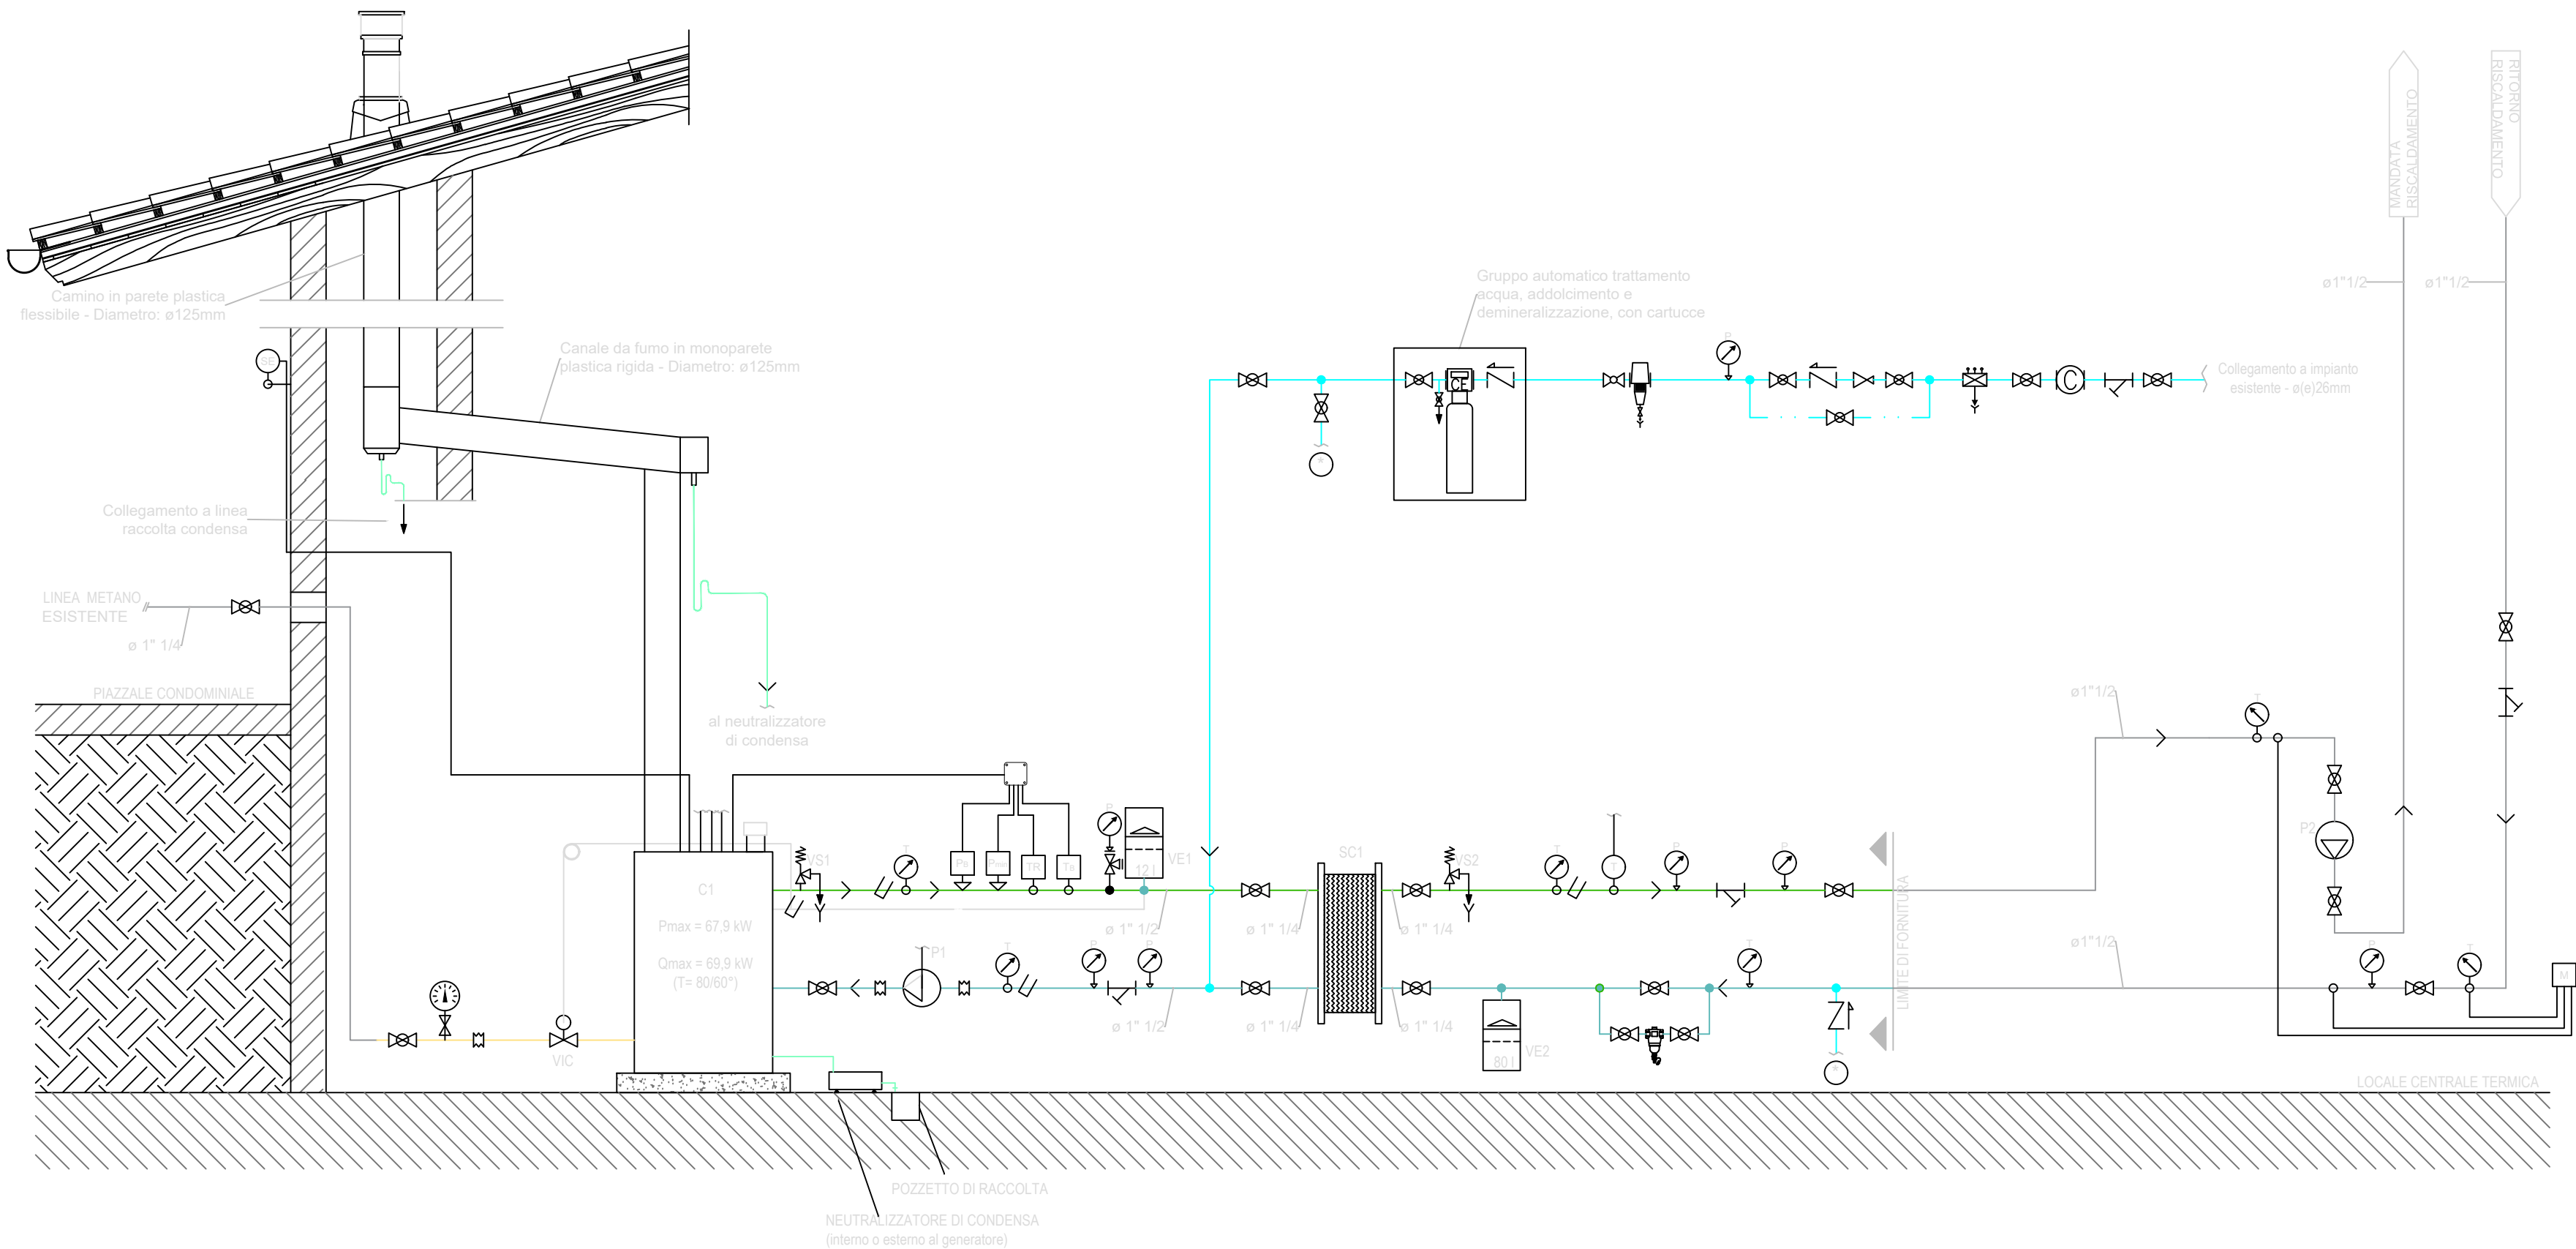 MANDATA
RISCALDAMENTO
RITORNO
RISCALDAMENTO
Camino in parete plastica
flessibile - Diametro: ø125mm
Canale da fumo in monoparete
plastica rigida - Diametro: ø125mm
SE
Gruppo automatico trattamento
acqua, addolcimento e
demineralizzazione, con cartucce
ø1"1/2
ø1"1/2
P
CE
C
Collegamento a impianto
esistente - ø(e)26mm
*
Collegamento a linea
raccolta condensa
LINEA METANO
ESISTENTE
ø 1" 1/4
PIAZZALE CONDOMINIALE
al neutralizzatore
di condensa
ø1"1/2
T
P2
C1
Pmax = 67,9 kW
Qmax = 69,9 kW
(T= 80/60°)
VS1
T
Pmin
TR
P
VE1
12 l
SC1
VS2
T
T
P
P
LIMITE DI FORNITURA
ø 1" 1/2
ø 1" 1/4
ø 1" 1/4
ø1"1/2
P1
T
P
P
T
P
T
M
ø 1" 1/2
ø 1" 1/4
ø 1" 1/4
VIC
VE2
80 l
*
LOCALE CENTRALE TERMICA
POZZETTO DI RACCOLTA
NEUTRALIZZATORE DI CONDENSA
(interno o esterno al generatore)